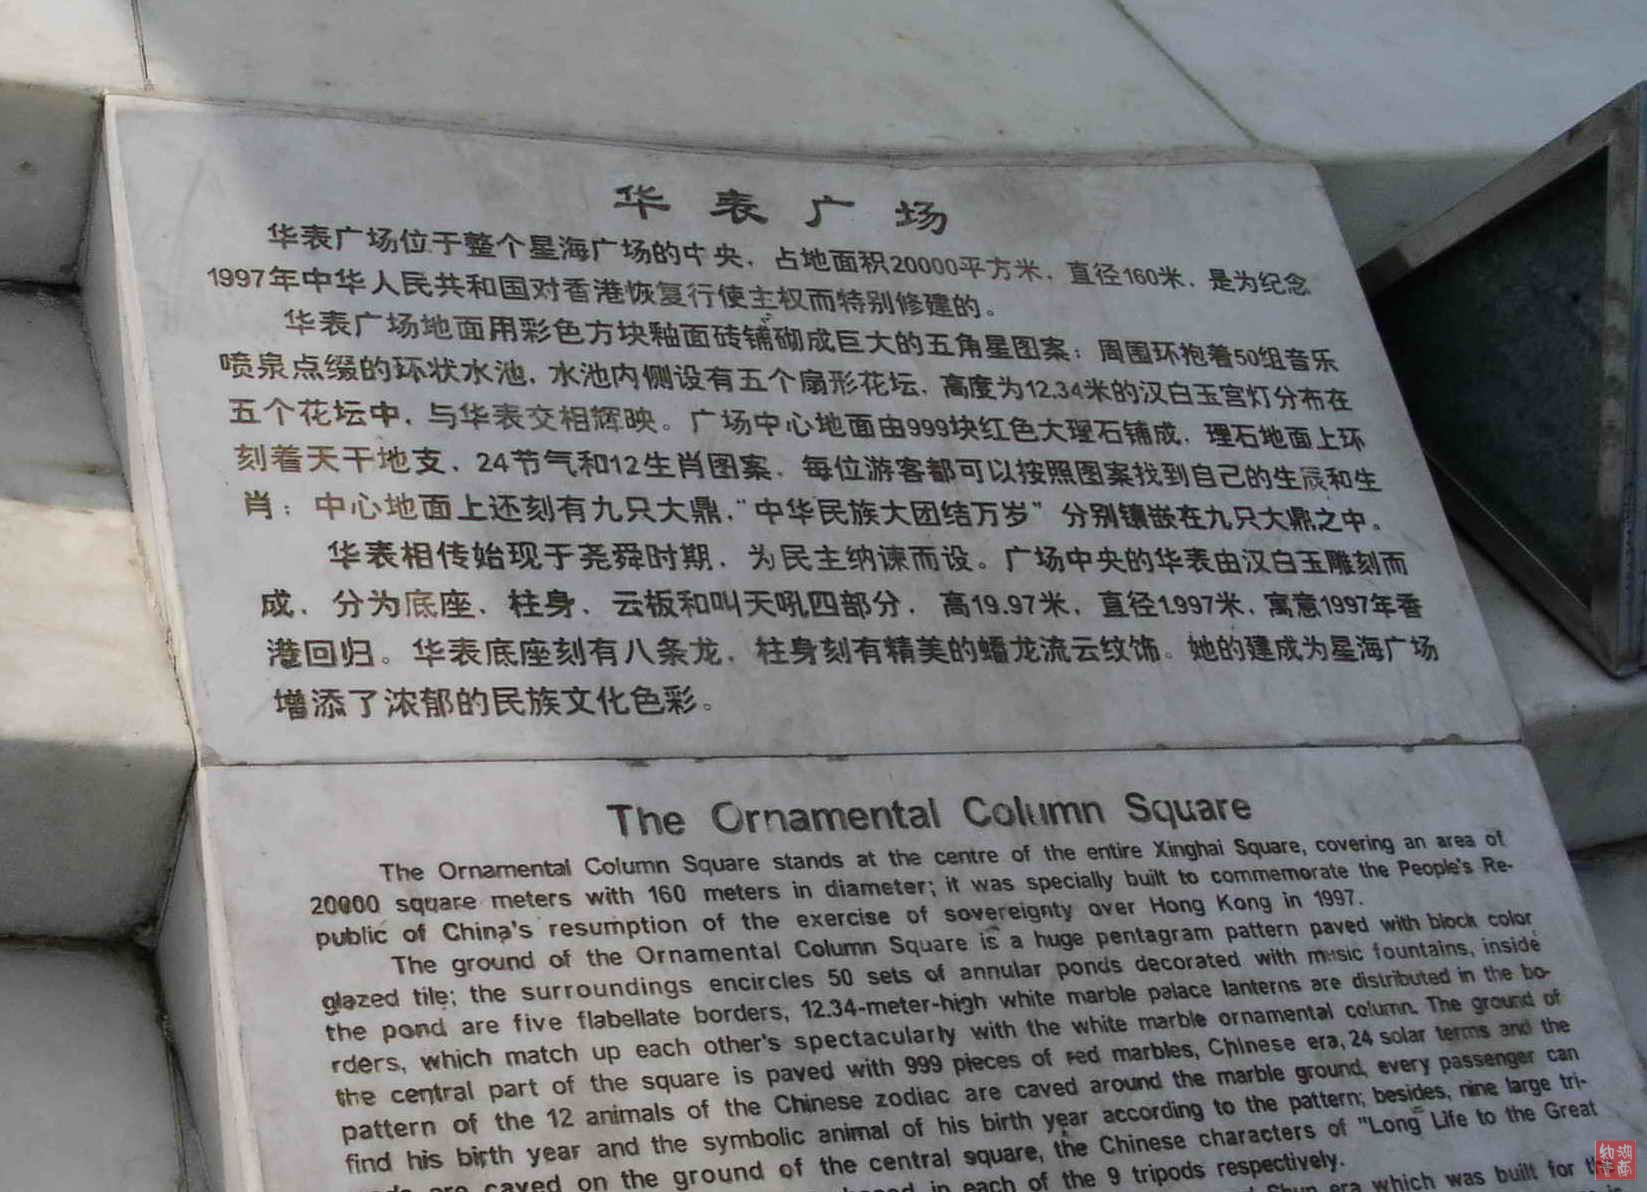 华表广场
华表广场位于整个星海广场的中央，占地面积20000平方米，直径160米，是为纪念
1997年中华人民共和国对香港恢复行使主权而特别修建的。
华表广场地面用彩色方块釉面砖铺砌成巨大的五角星图案；周围环抱着50组音乐
喷泉点缀的环状水池，水池内侧设有五个扇形花坛，高度为12.34米的汉白玉宫灯分布在
五个花坛中，与华表交相辉映。广场中心地面由999块红色大理石铺成，理石地面上环
刻着天干地支、24节气和12生肖图案，每位游客都可以按照图案找到自己的生辰和生
肖；中心地面上还刻有九只大鼎，“中华民族大团结万岁”分别镶嵌在九只大鼎之中。
华表相传始现于尧舜时期，为民主纳谏而设。广场中央的华表由汉白玉雕刻而
成，分为底座、柱身、云板和叫天吼四部分，高19.97米，直径1.997米，寓意1997年香
港回归。华表底座刻有八条龙，柱身刻有精美的蟠龙流云纹饰。她的建成为星海广场
增添了浓郁的民族文化色彩。
The Ornamental Column Square
The Ornamental Column Square stands at the centre of the entire Xinghai Square, covering an area of
20000 square meters with 160 meters in diameter; it was specially built to commemorate the People's Re-
public of China's resumption of the exercise of sovereignty over Hong Kong in 1997.
The ground of the Ornamental Column Square is a huge pentagram pattern paved with block color
glazed tile; the surroundings encircles 50 sets of annular ponds decorated with music fountains, inside
the pond are five flabellate borders, 12.34-meter-high white marble palace lanterns are distributed in the bo-
rders, which match up each other's spectacularly with the white marble ornamental column. The ground of
the central part of the square is paved with 999 pieces of red marbles, Chinese era, 24 solar terms and the
pattern of the 12 animals of the Chinese zodiac are caved around the marble ground, every passenger can
find his birth year and the symbolic animal of his birth year according to the pattern; besides, nine large tri-
are caved on the ground of the central square, the Chinese characters of "Long Life to the Great
in each of the 9 tripods respectively.
Shun era which was built for